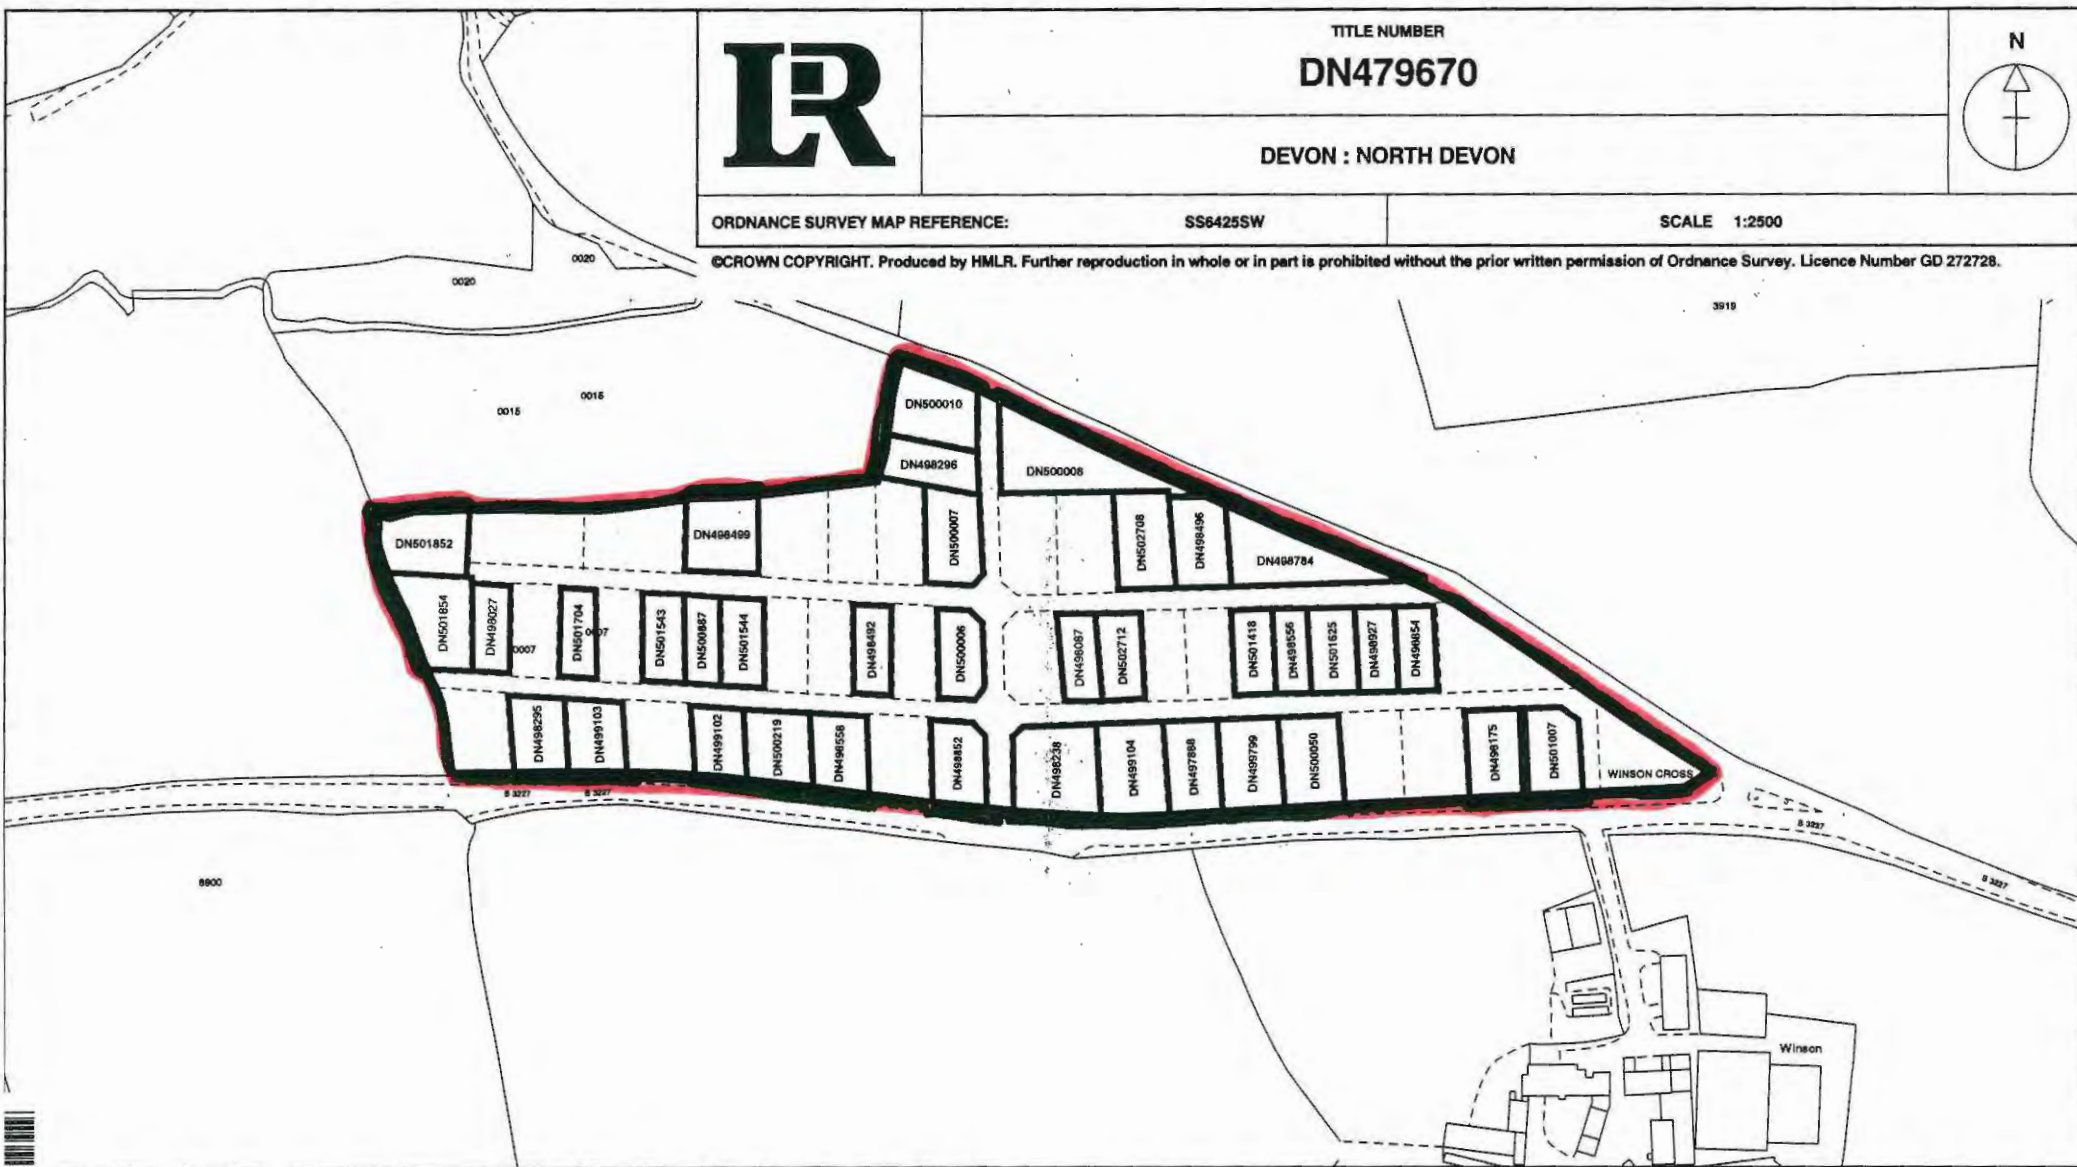 LR
TITLE NUMBER
DN479670
DEVON : NORTH DEVON
N
ORDNANCE SURVEY MAP REFERENCE:
SS6425SW
SCALE 1:2500
©CROWN COPYRIGHT. Produced by HMLR. Further reproduction in whole or in part is prohibited without the prior written permission of Ordnance Survey. Licence Number GD 272728.
0020
0020
3919
0015
0015
DN500010
DN498296
DN500008
DN501852
DN498499
DN500007
DN502708
DN498496
DN498784
DN501854
DN498027
0007
DN501704
0007
DN501543
DN500887
DN501544
DN498492
DN500006
DN498087
DN502712
DN501418
DN498556
DN501625
DN498927
DN498854
DN498295
DN499103
DN499102
DN500219
DN498558
DN498852
DN498238
DN499104
DN497888
DN499799
DN500050
DN498175
DN501007
WINSON CROSS
B 3227
B 3227
B 3227
B 3227
8900
Winson